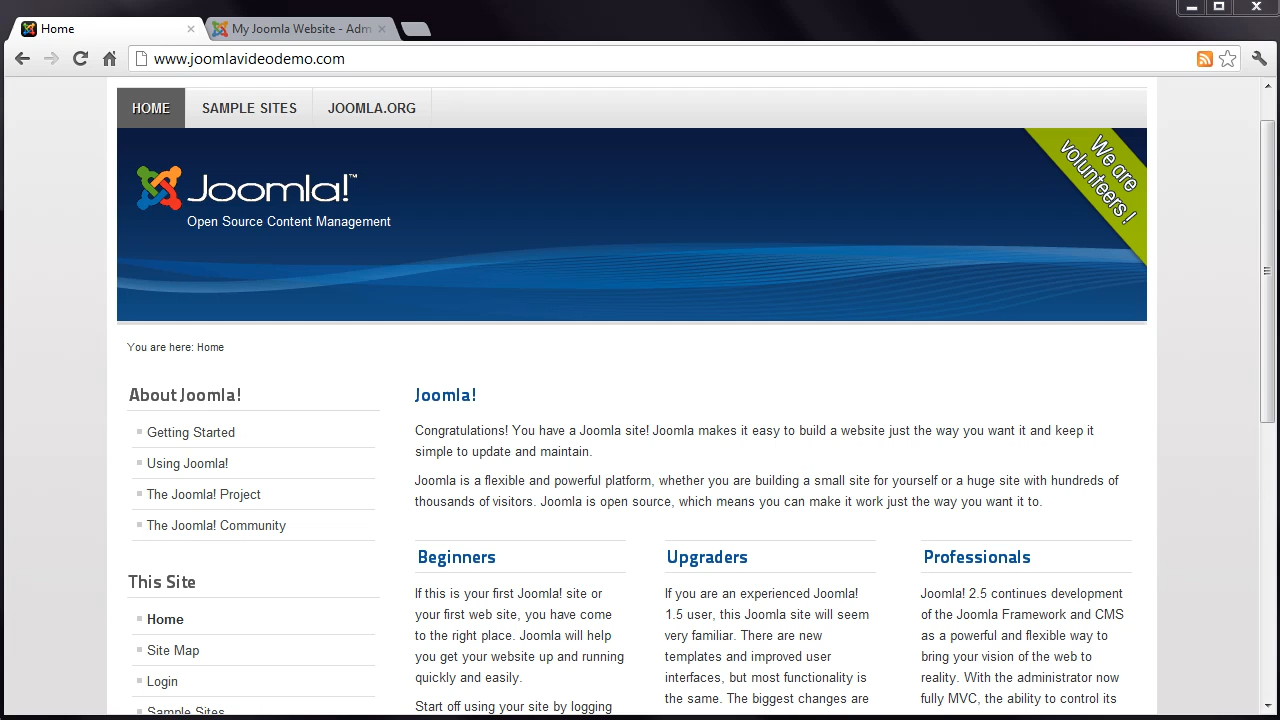 Home
My Joomla Website - Adm
www.joomlavideodemo.com
HOME SAMPLE SITES JOOMLA.ORG
Joomla!™
Open Source Content Management
We are
volunteers !
You are here: Home
About Joomla!
Getting Started
Using Joomla!
The Joomla! Project
The Joomla! Community
This Site
Home
Site Map
Login
Sample Sites
Joomla!
Congratulations! You have a Joomla site! Joomla makes it easy to build a website just the way you want it and keep it
simple to update and maintain.
Joomla is a flexible and powerful platform, whether you are building a small site for yourself or a huge site with hundreds of
thousands of visitors. Joomla is open source, which means you can make it work just the way you want it to.
Beginners
If this is your first Joomla! site or
your first web site, you have come
to the right place. Joomla will help
you get your website up and running
quickly and easily.
Start off using your site by logging
Upgraders
If you are an experienced Joomla!
1.5 user, this Joomla site will seem
very familiar. There are new
templates and improved user
interfaces, but most functionality is
the same. The biggest changes are
Professionals
Joomla! 2.5 continues development
of the Joomla Framework and CMS
as a powerful and flexible way to
bring your vision of the web to
reality. With the administrator now
fully MVC, the ability to control its